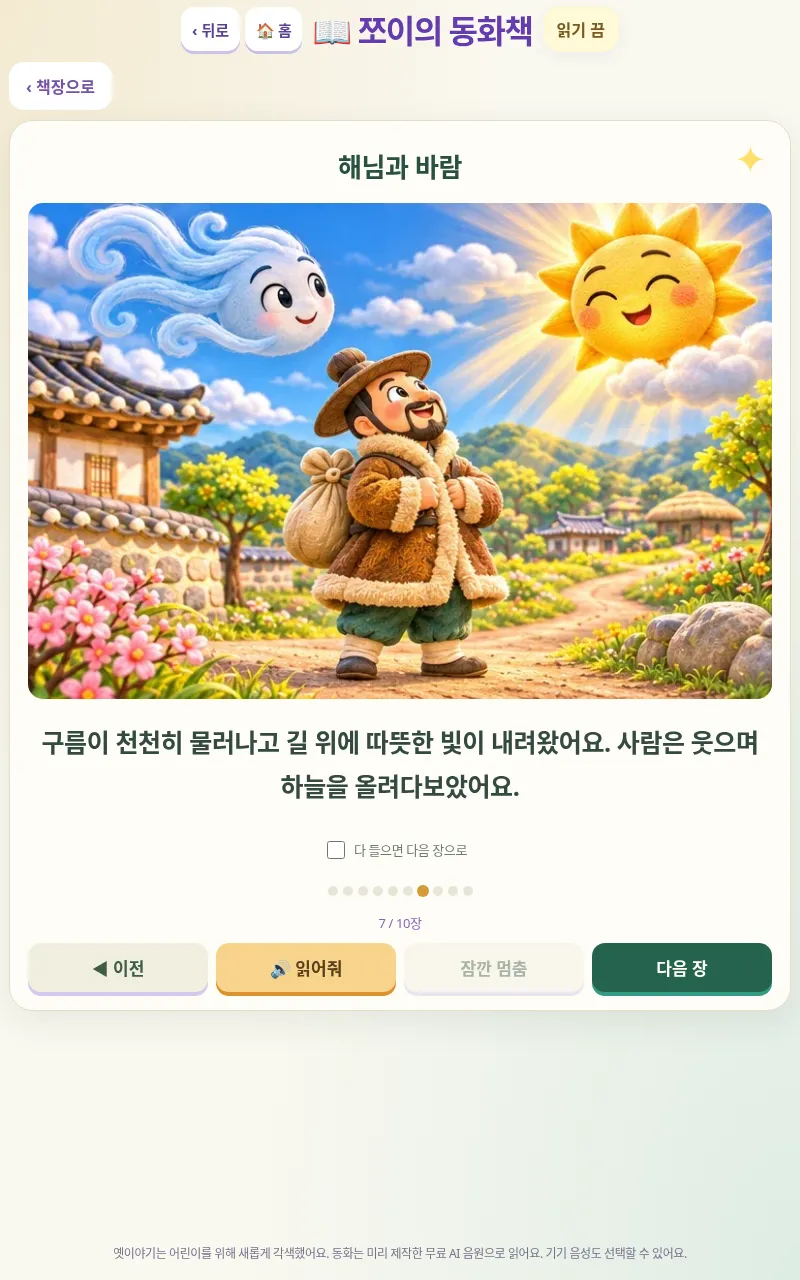 ‹ 뒤로
🏠 홈
📖 쪼이의 동화책
읽기 끔
‹ 책장으로
해님과 바람
구름이 천천히 물러나고 길 위에 따뜻한 빛이 내려왔어요. 사람은 웃으며
하늘을 올려다보았어요.
다 들으면 다음 장으로
7 / 10장
◀ 이전
🔊 읽어줘
잠깐 멈춤
다음 장
옛이야기는 어린이를 위해 새롭게 각색했어요. 동화는 미리 제작한 무료 AI 음원으로 읽어요. 기기 음성도 선택할 수 있어요.